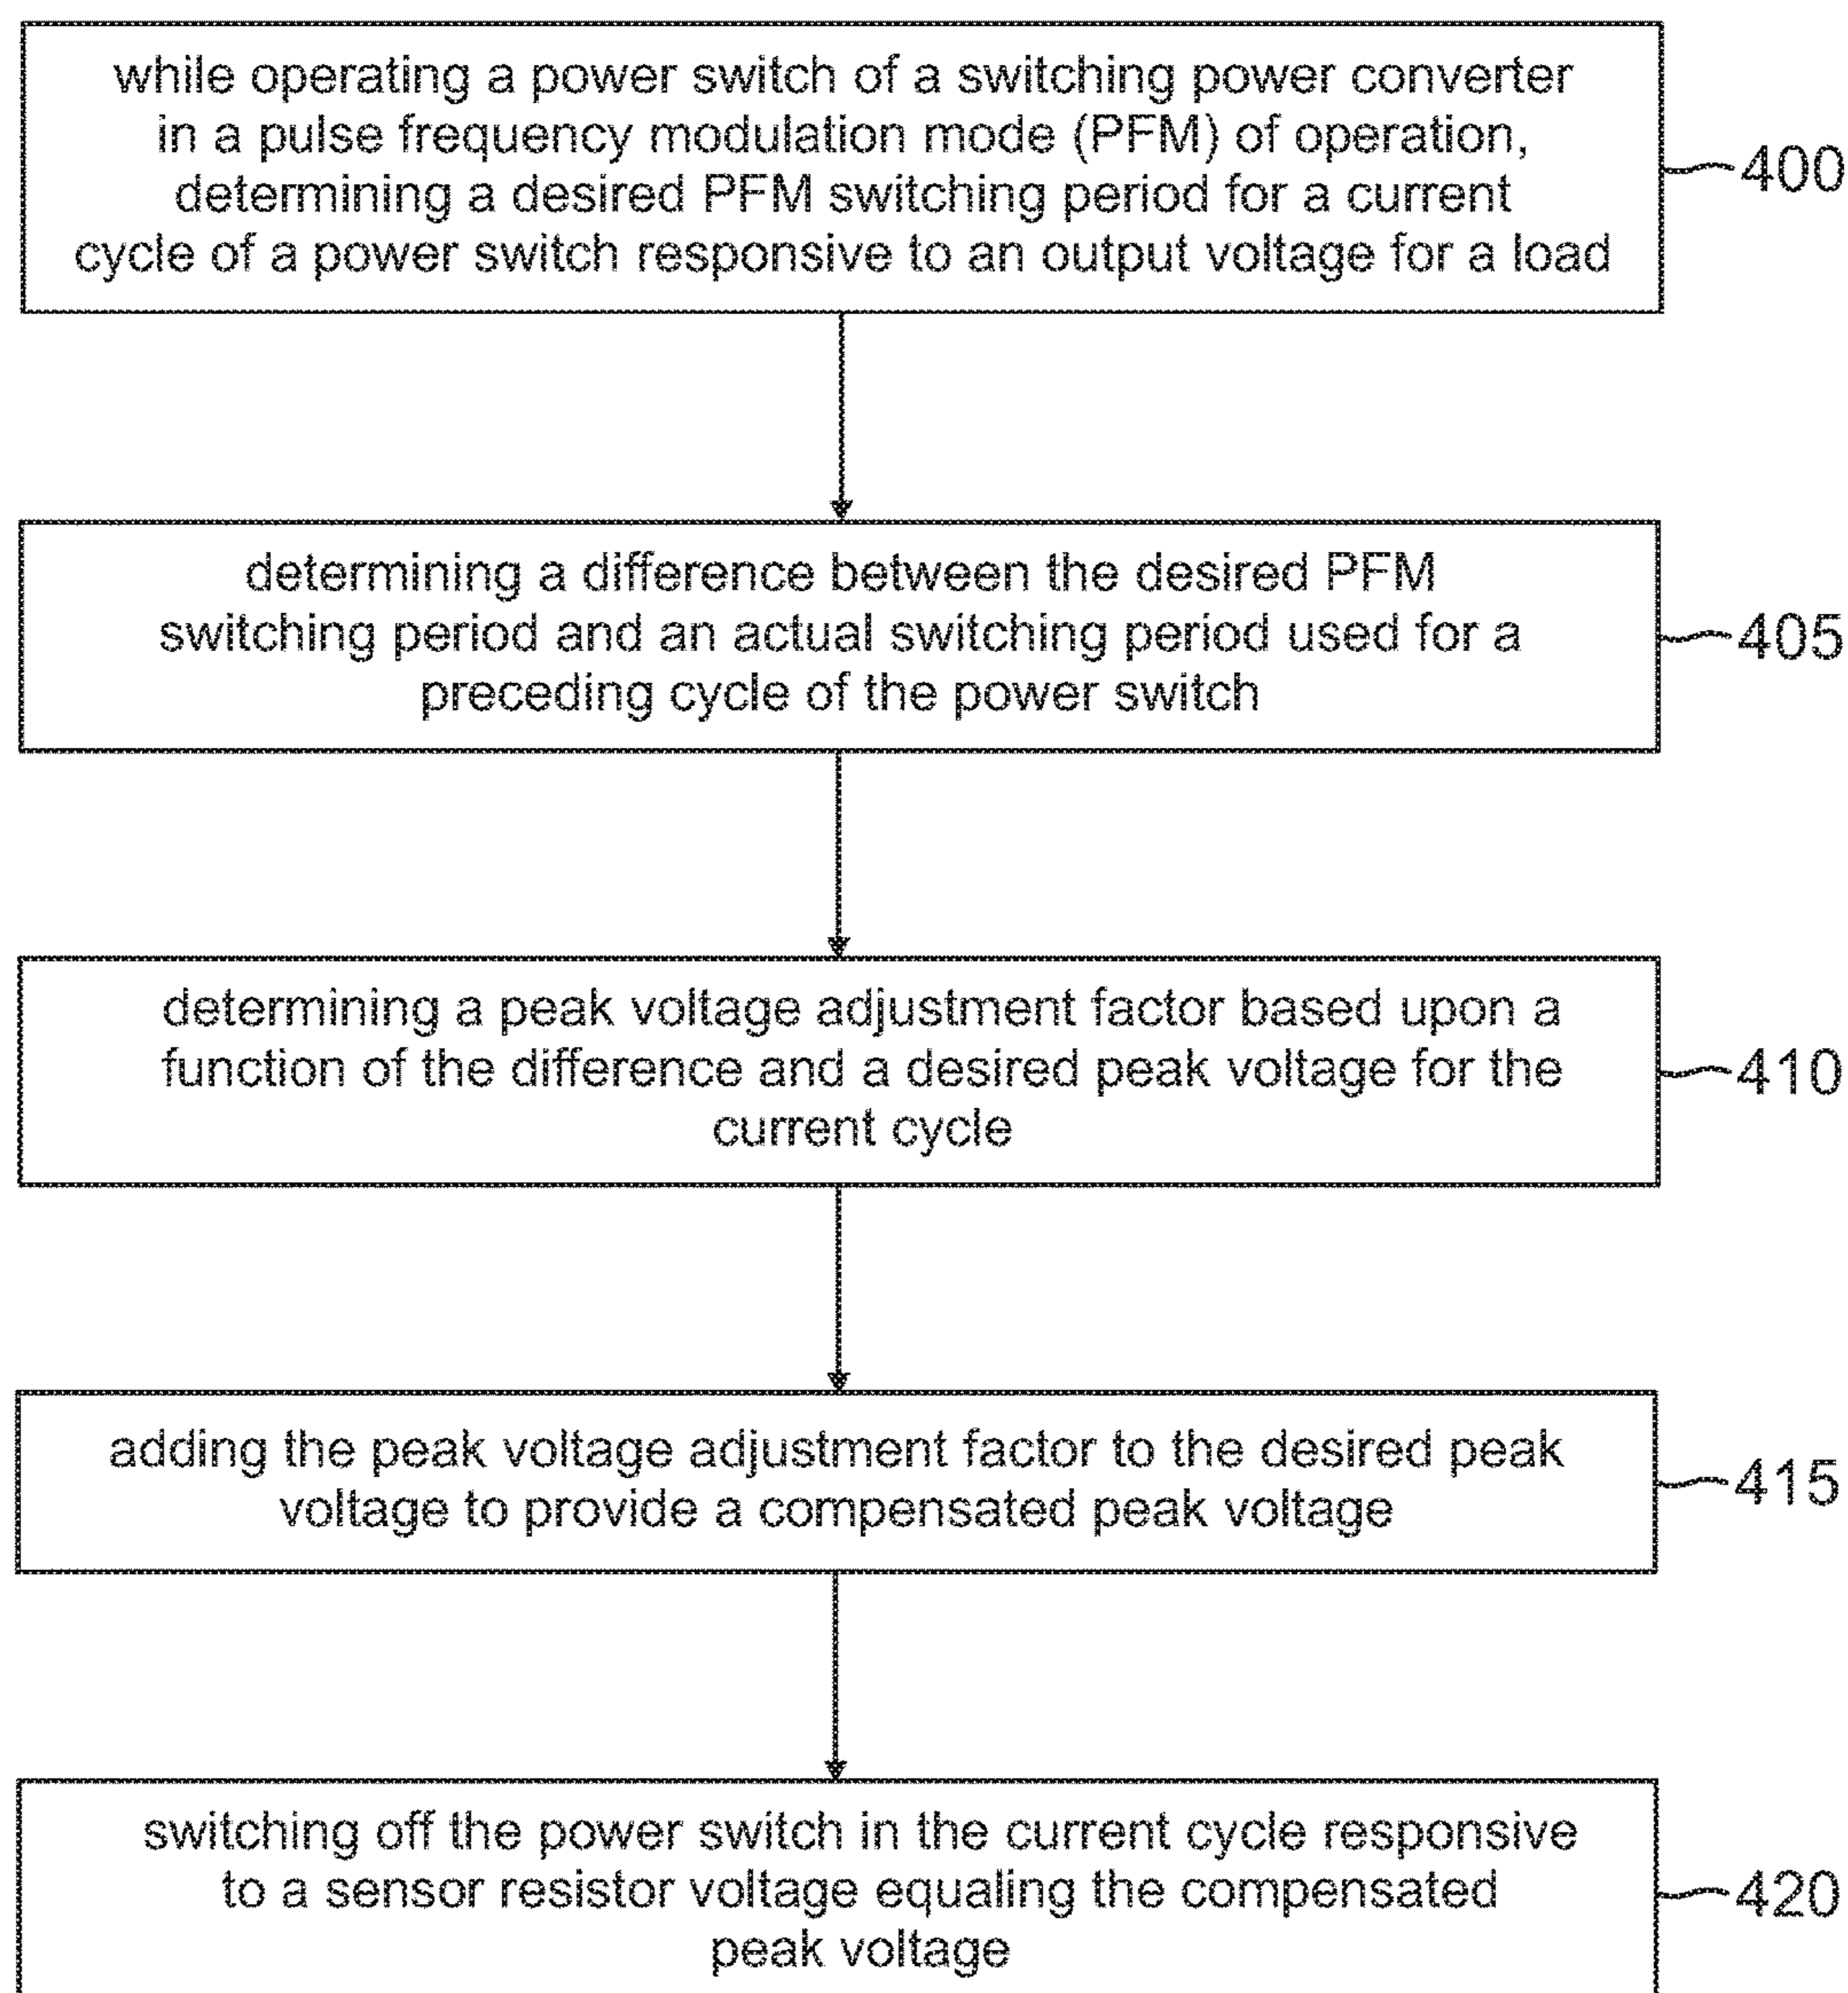 while operating a power switch of a switching power converter
in a pulse frequency modulation mode (PFM) of operation,
determining a desired PFM switching period for a current
cycle of a power switch responsive to an output voltage for a load
400
determining a difference between the desired PFM
switching period and an actual switching period used for a
preceding cycle of the power switch
405
determining a peak voltage adjustment factor based upon a
function of the difference and a desired peak voltage for the
current cycle
410
adding the peak voltage adjustment factor to the desired peak
voltage to provide a compensated peak voltage
415
switching off the power switch in the current cycle responsive
to a sensor resistor voltage equaling the compensated
peak voltage
420